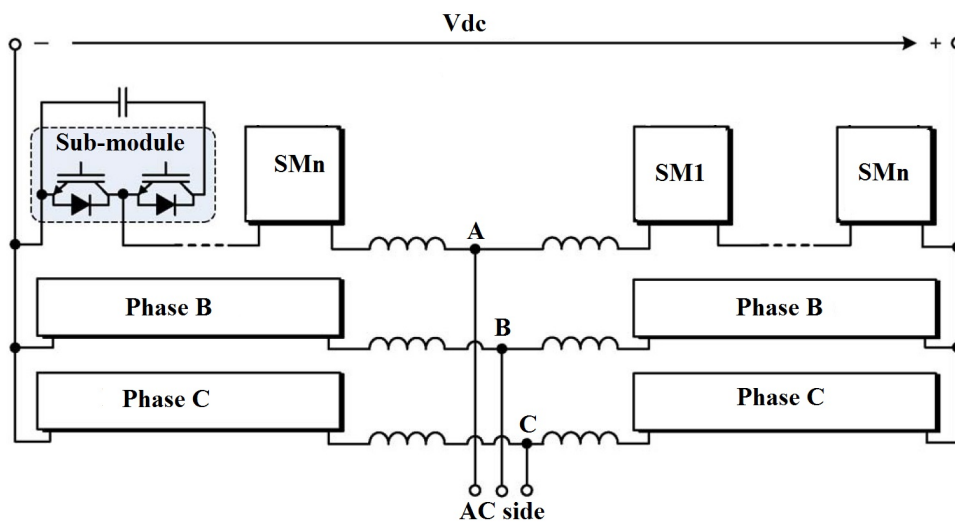 Vdc
− +
Sub-module
SMn
SM1
SMn
A
Phase B
Phase B
B
Phase C
Phase C
C
AC side